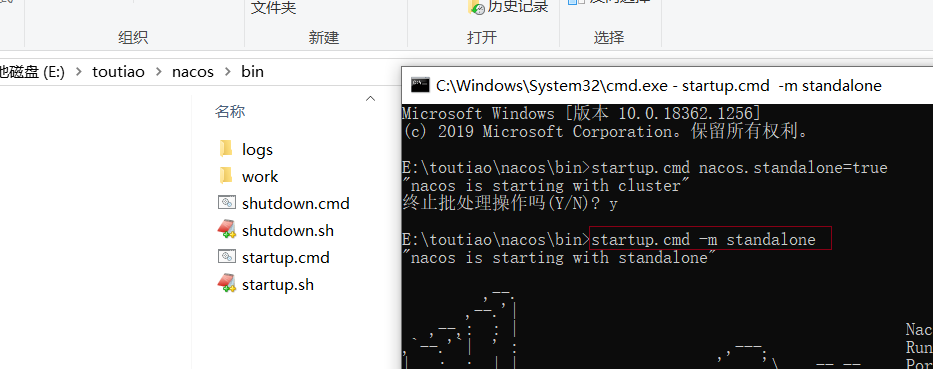 文件夹
历史记录
组织
新建
打开
选择
磁盘 (E:) > toutiao > nacos > bin
名称
logs
work
shutdown.cmd
shutdown.sh
startup.cmd
startup.sh
C:\Windows\System32\cmd.exe - startup.cmd  -m standalone
Microsoft Windows [版本 10.0.18362.1256]
(c) 2019 Microsoft Corporation。保留所有权利。
E:\toutiao\nacos\bin>startup.cmd nacos.standalone=true
"nacos is starting with cluster"
终止批处理操作吗(Y/N)? y
E:\toutiao\nacos\bin>startup.cmd -m standalone
"nacos is starting with standalone"
Nac
Run
Por